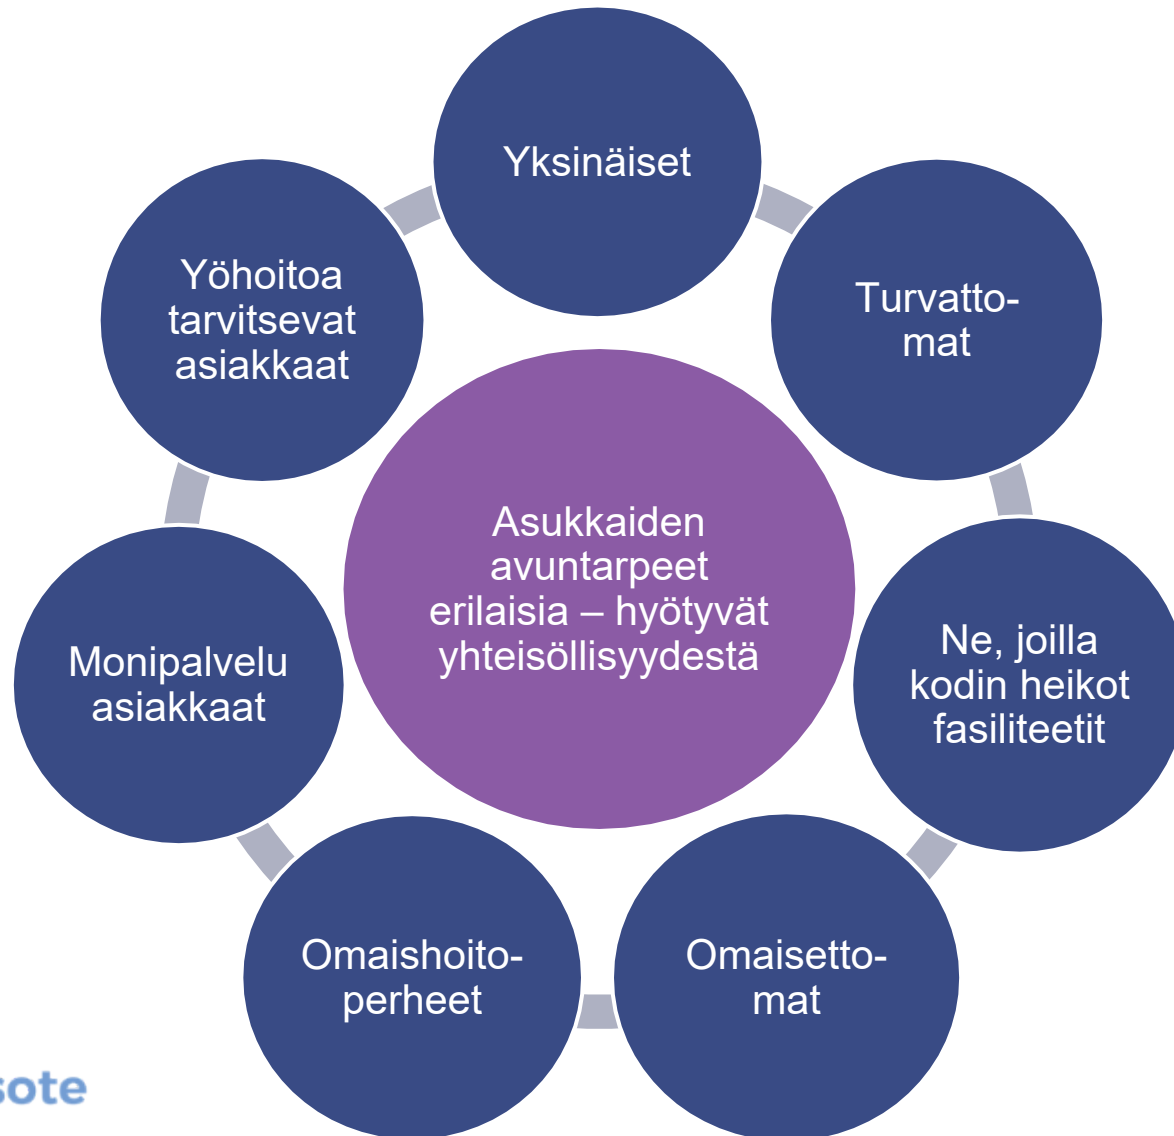 Yksinäiset
Turvatto-
mat
Ne, joilla
kodin heikot
fasiliteetit
Omaisetto-
mat
Omaishoito-
perheet
Monipalvelu
asiakkaat
Yöhoitoa
tarvitsevat
asiakkaat
Asukkaiden
avuntarpeet
erilaisia – hyötyvät
yhteisöllisyydestä
sote